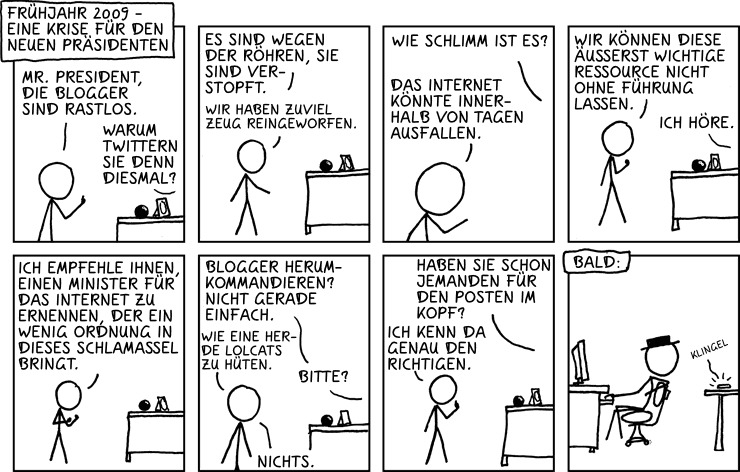 FRÜHJAHR 2009 -
EINE KRISE FÜR DEN
NEUEN PRÄSIDENTEN
MR. PRESIDENT,
DIE BLOGGER
SIND RASTLOS.
WARUM
TWITTERN
SIE DENN
DIESMAL?
ES SIND WEGEN
DER RÖHREN, SIE
SIND VER-
STOPFT.
WIR HABEN ZUVIEL
ZEUG REINGEWORFEN.
WIE SCHLIMM IST ES?
DAS INTERNET
KÖNNTE INNER-
HALB VON TAGEN
AUSFALLEN.
WIR KÖNNEN DIESE
ÄUSSERST WICHTIGE
RESSOURCE NICHT
OHNE FÜHRUNG
LASSEN.
ICH HÖRE.
ICH EMPFEHLE IHNEN,
EINEN MINISTER FÜR
DAS INTERNET ZU
ERNENNEN, DER EIN
WENIG ORDNUNG IN
DIESES SCHLAMASSEL
BRINGT.
BLOGGER HERUM-
KOMMANDIEREN?
NICHT GERADE
EINFACH.
WIE EINE HER-
DE LOLCATS
ZU HÜTEN.
BITTE?
NICHTS.
HABEN SIE SCHON
JEMANDEN FÜR
DEN POSTEN IM
KOPF?
ICH KENN DA
GENAU DEN
RICHTIGEN.
BALD:
KLINGEL